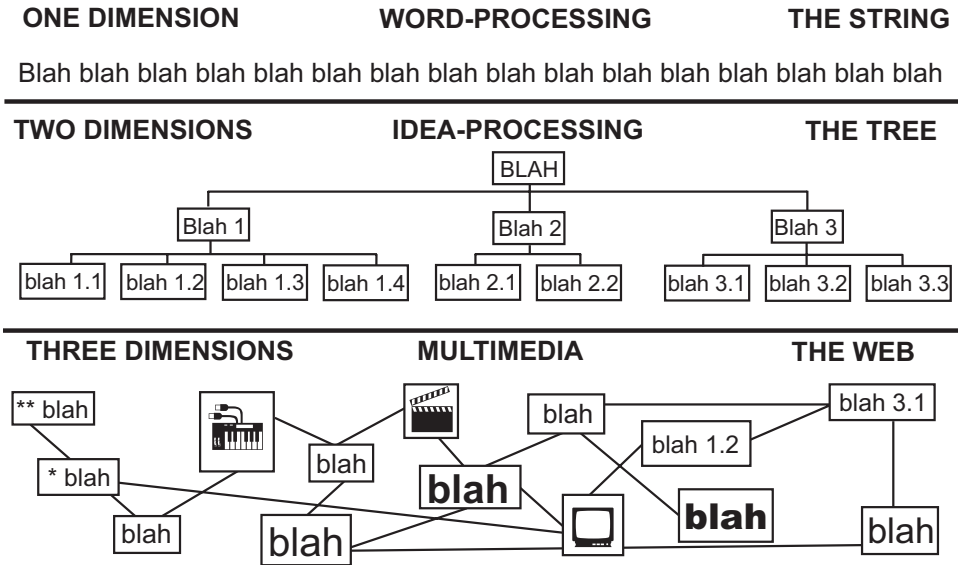 ONE DIMENSION WORD-PROCESSING THE STRING
Blah blah blah blah blah blah blah blah blah blah blah blah blah blah blah blah
TWO DIMENSIONS IDEA-PROCESSING THE TREE
BLAH
Blah 1 Blah 2 Blah 3
blah 1.1 blah 1.2 blah 1.3 blah 1.4 blah 2.1 blah 2.2 blah 3.1 blah 3.2 blah 3.3
THREE DIMENSIONS MULTIMEDIA THE WEB
** blah blah blah 3.1
blah 1.2
* blah blah blah
blah blah blah blah